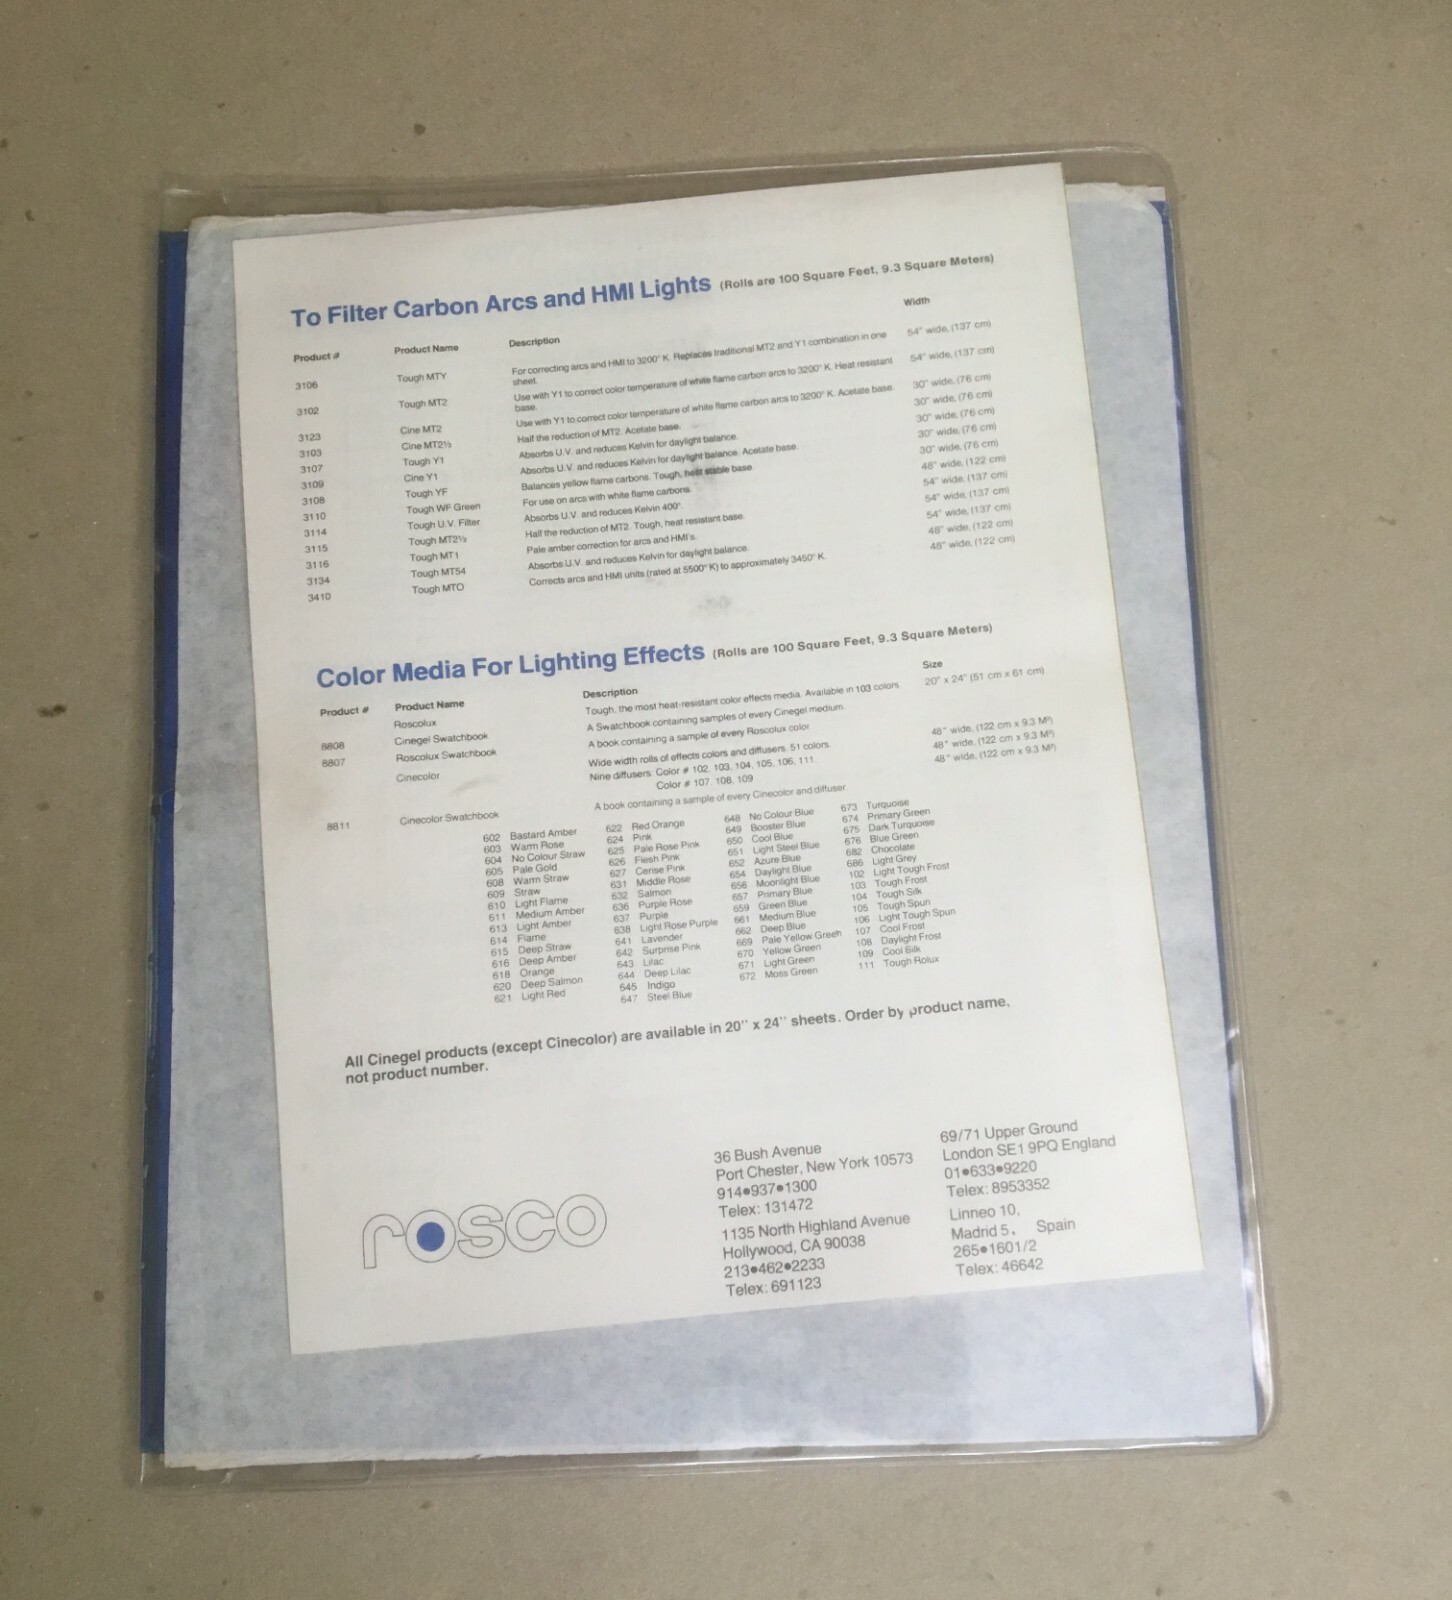 To Filter Carbon Arcs and HMI Lights (Rolls are 100 Square Feet, 9.3 Square Meters)
Product # Product Name Description Width
3106 Tough MTY For correcting arcs and HMI to 3200° K. Replaces traditional MT2 and Y1 combination in one sheet. 54" wide, (137 cm)
3102 Tough MT2 Use with Y1 to correct color temperature of white flame carbon arcs to 3200° K. Heat resistant base. 54" wide, (137 cm)
3123 Cine MT2 Use with Y1 to correct color temperature of white flame carbon arcs to 3200° K. Acetate base. 30" wide, (76 cm)
3103 Cine MT2½ Half the reduction of MT2. Acetate base. 30" wide, (76 cm)
3107 Tough Y1 Absorbs U.V. and reduces Kelvin for daylight balance. 30" wide, (76 cm)
3109 Cine Y1 Absorbs U.V. and reduces Kelvin for daylight balance. Acetate base. 30" wide, (76 cm)
3108 Tough YF Balances yellow flame carbons. Tough, heat stable base. 30" wide, (76 cm)
3110 Tough WF Green For use on arcs with white flame carbons. 48" wide, (122 cm)
3114 Tough U.V. Filter Absorbs U.V. and reduces Kelvin 400°. 54" wide, (137 cm)
3115 Tough MT2½ Half the reduction of MT2. Tough, heat resistant base. 54" wide, (137 cm)
3116 Tough MT1 Pale amber correction for arcs and HMI's. 54" wide, (137 cm)
3134 Tough MT54 Absorbs U.V. and reduces Kelvin for daylight balance. 48" wide, (122 cm)
3410 Tough MTO Corrects arcs and HMI units (rated at 5500° K) to approximately 3450° K. 48" wide, (122 cm)
Color Media For Lighting Effects (Rolls are 100 Square Feet, 9.3 Square Meters)
Product # Product Name Description Size
Roscolux Tough, the most heat-resistant color effects media. Available in 103 colors 20" x 24" (51 cm x 61 cm)
8808 Cinegel Swatchbook A Swatchbook containing samples of every Cinegel medium.
8807 Roscolux Swatchbook A book containing a sample of every Roscolux color
Cinecolor Wide width rolls of effects colors and diffusers. 51 colors 48" wide, (122 cm x 9.3 M²)
Nine diffusers. Color # 102, 103, 104, 105, 106, 111 48" wide, (122 cm x 9.3 M²)
Color # 107, 108, 109 48" wide, (122 cm x 9.3 M²)
8811 Cinecolor Swatchbook A book containing a sample of every Cinecolor and diffuser.
602 Bastard Amber
603 Warm Rose
604 No Colour Straw
605 Pale Gold
608 Warm Straw
609 Straw
610 Light Flame
611 Medium Amber
613 Light Amber
614 Flame
615 Deep Straw
616 Deep Amber
618 Orange
620 Deep Salmon
621 Light Red
622 Red Orange
624 Pink
625 Pale Rose Pink
626 Flesh Pink
627 Cerise Pink
631 Middle Rose
632 Salmon
636 Purple Rose
637 Purple
638 Light Rose Purple
641 Lavender
642 Surprise Pink
643 Lilac
644 Deep Lilac
645 Indigo
647 Steel Blue
648 No Colour Blue
649 Booster Blue
650 Cool Blue
651 Light Steel Blue
652 Azure Blue
654 Daylight Blue
656 Moonlight Blue
657 Primary Blue
659 Green Blue
661 Medium Blue
662 Deep Blue
669 Pale Yellow Green
670 Yellow Green
671 Light Green
672 Moss Green
673 Turquoise
674 Primary Green
675 Dark Turquoise
676 Blue Green
682 Chocolate
686 Light Grey
102 Light Tough Frost
103 Tough Frost
104 Tough Silk
105 Tough Spun
106 Light Tough Spun
107 Cool Frost
108 Daylight Frost
109 Cool Silk
111 Tough Rolux
All Cinegel products (except Cinecolor) are available in 20" x 24" sheets. Order by product name,
not product number.
rosco
36 Bush Avenue
Port Chester, New York 10573
914•937•1300
Telex: 131472
1135 North Highland Avenue
Hollywood, CA 90038
213•462•2233
Telex: 691123
69/71 Upper Ground
London SE1 9PQ England
01•633•9220
Telex: 8953352
Linneo 10,
Madrid 5, Spain
265•1601/2
Telex: 46642